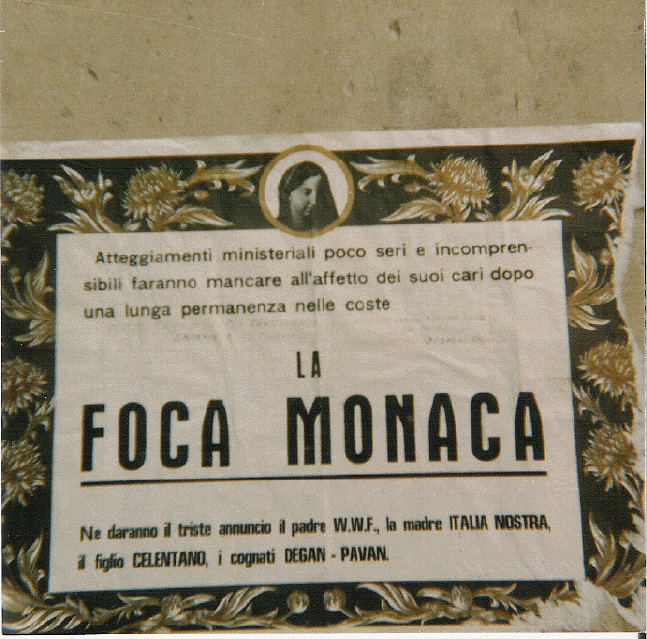 Atteggiamenti ministeriali poco seri e incompren-
sibili faranno mancare all'affetto dei suoi cari dopo
una lunga permanenza nelle coste
LA
FOCA MONACA
Ne daranno il triste annuncio il padre W.W.F., la madre ITALIA NOSTRA,
il figlio CELENTANO, i cognati DEGAN - PAVAN.